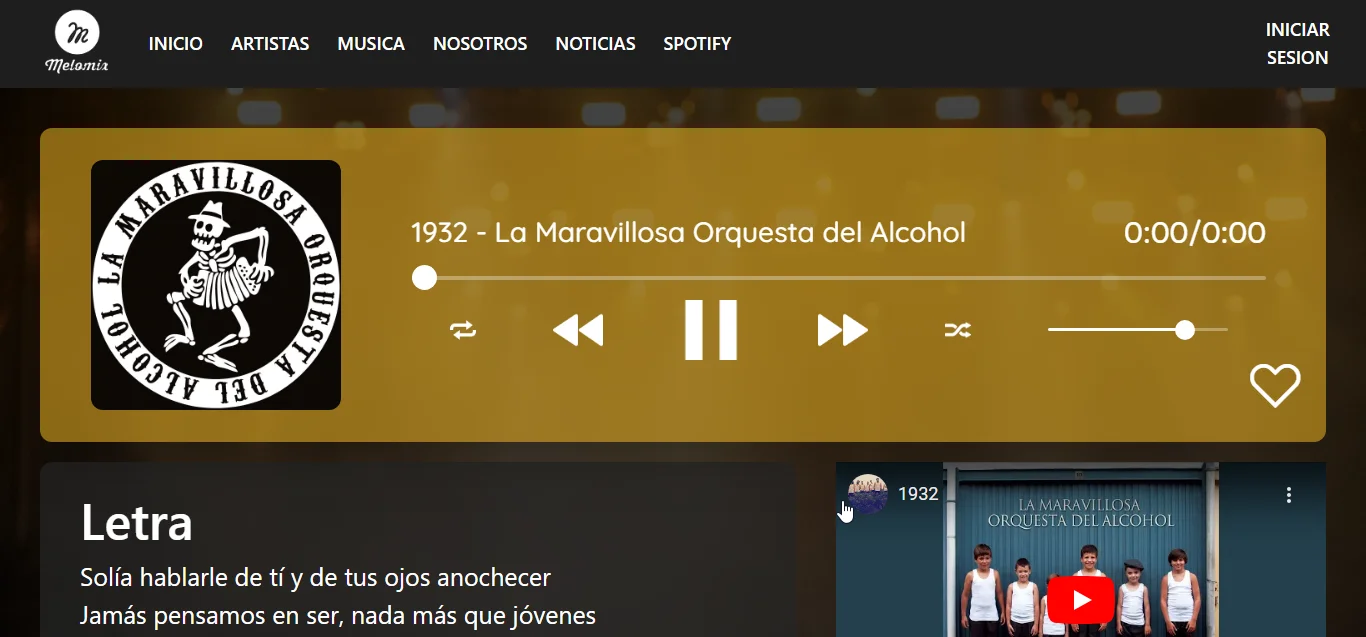 m
Melomix
INICIO ARTISTAS MUSICA NOSOTROS NOTICIAS SPOTIFY
INICIAR
SESION
LA MARAVILLOSA ORQUESTA DEL ALCOHOL
1932 - La Maravillosa Orquesta del Alcohol
0:00/0:00
Letra
Solía hablarle de tí y de tus ojos anochecer
Jamás pensamos en ser, nada más que jóvenes
1932
LA MARAVILLOSA
ORQUESTA DEL ALCOHOL